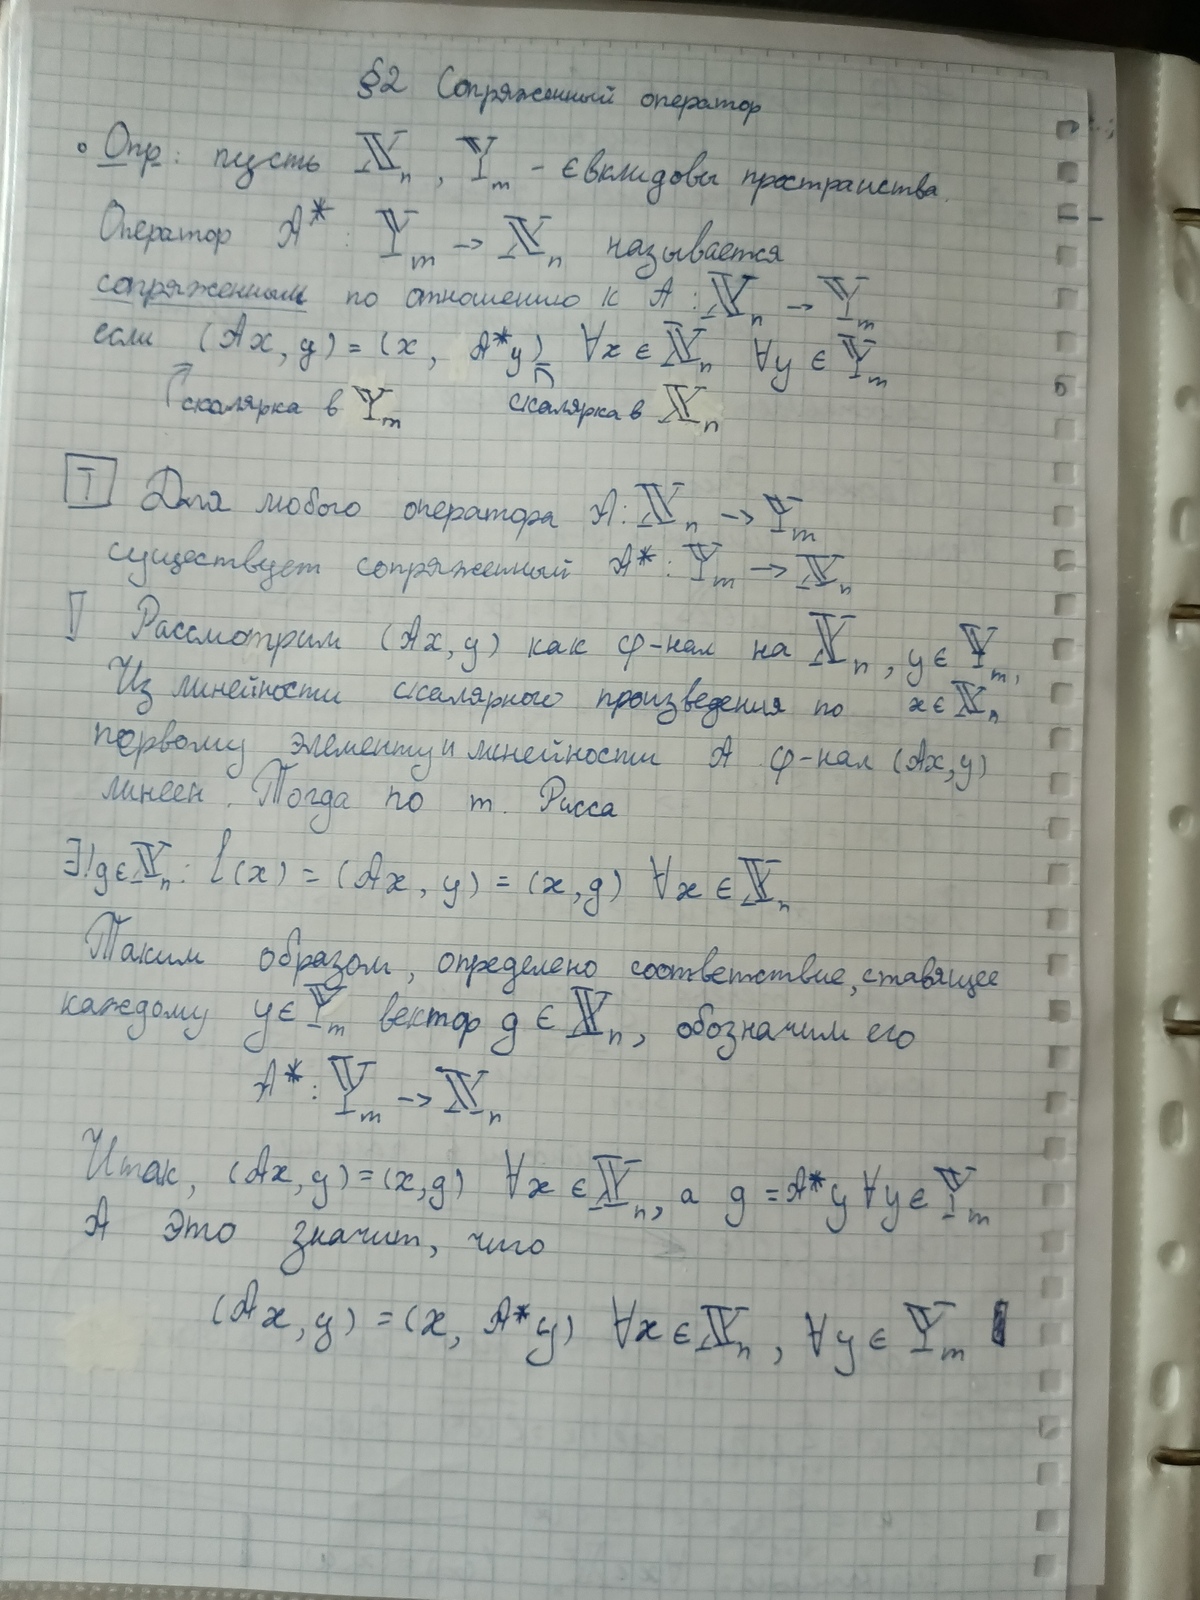 §2 Сопряженный оператор
• Опр: пусть 𝕏ₙ, 𝕐ₘ - евклидовы пространства.
Оператор A* : 𝕐ₘ → 𝕏ₙ называется
сопряженным по отношению к A : 𝕏ₙ → 𝕐ₘ
если (Ax, y) = (x, A*y) ∀x ∈ 𝕏ₙ ∀y ∈ 𝕐ₘ
скалярка в 𝕐ₘ скалярка в 𝕏ₙ
T Для любого оператора A: 𝕏ₙ → 𝕐ₘ
существует сопряженный A* : 𝕐ₘ → 𝕏ₙ
Рассмотрим (Ax, y) как ф-нал на 𝕏ₙ, y ∈ 𝕐ₘ,
Из линейности скалярного произведения по x ∈ 𝕏ₙ
первому элементу и линейности A ф-нал (Ax, y)
линеен. Тогда по т. Рисса
∃!g ∈ 𝕏ₙ : l(x) = (Ax, y) = (x, g) ∀x ∈ 𝕏ₙ
Таким образом, определено соответствие, ставящее
каждому y ∈ 𝕐ₘ вектор g ∈ 𝕏ₙ, обозначим его
A* : 𝕐ₘ → 𝕏ₙ
Итак, (Ax, y) = (x, g) ∀x ∈ 𝕏ₙ, а g = A*y ∀y ∈ 𝕐ₘ
А это значит, что
(Ax, y) = (x, A*y) ∀x ∈ 𝕏ₙ, ∀y ∈ 𝕐ₘ